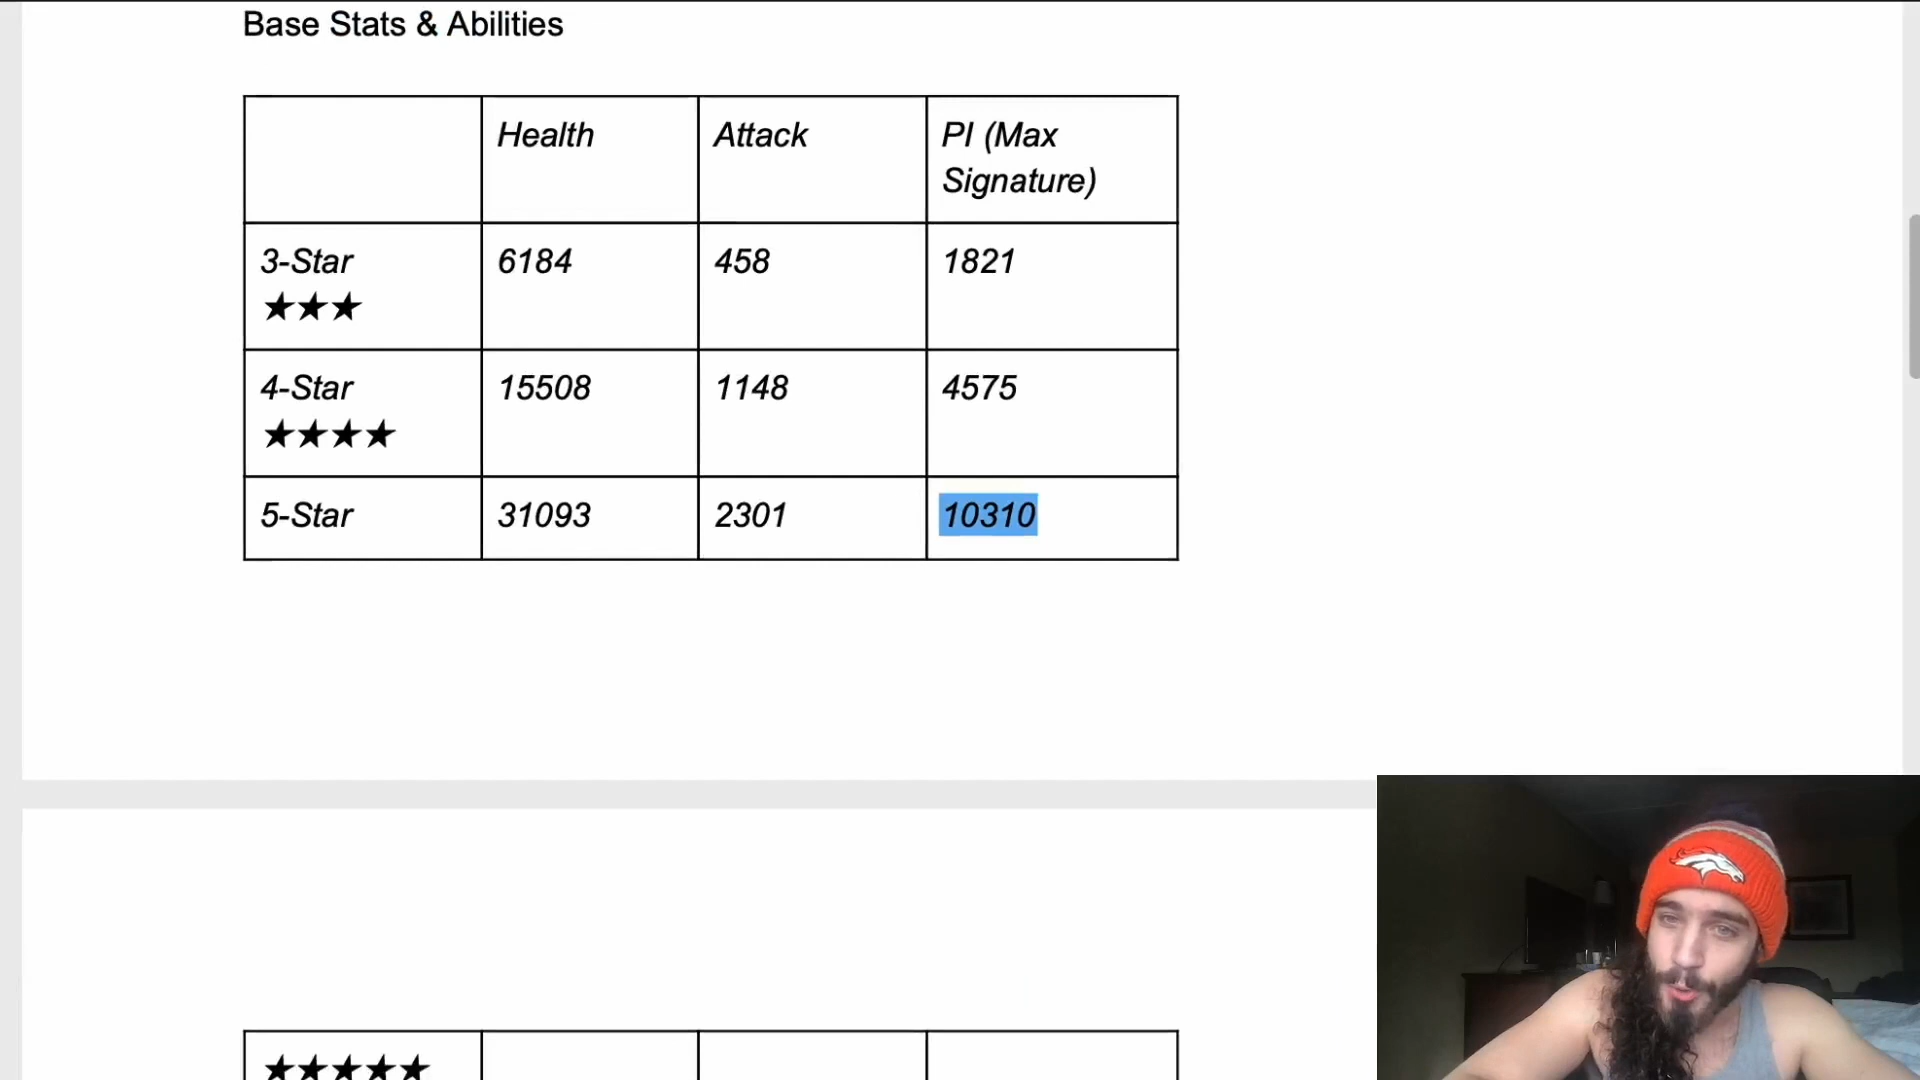 Base Stats & Abilities
Health Attack PI (Max
Signature)
3-Star 6184 458 1821
★★★
4-Star 15508 1148 4575
★★★★
5-Star 31093 2301 10310
★★★★★